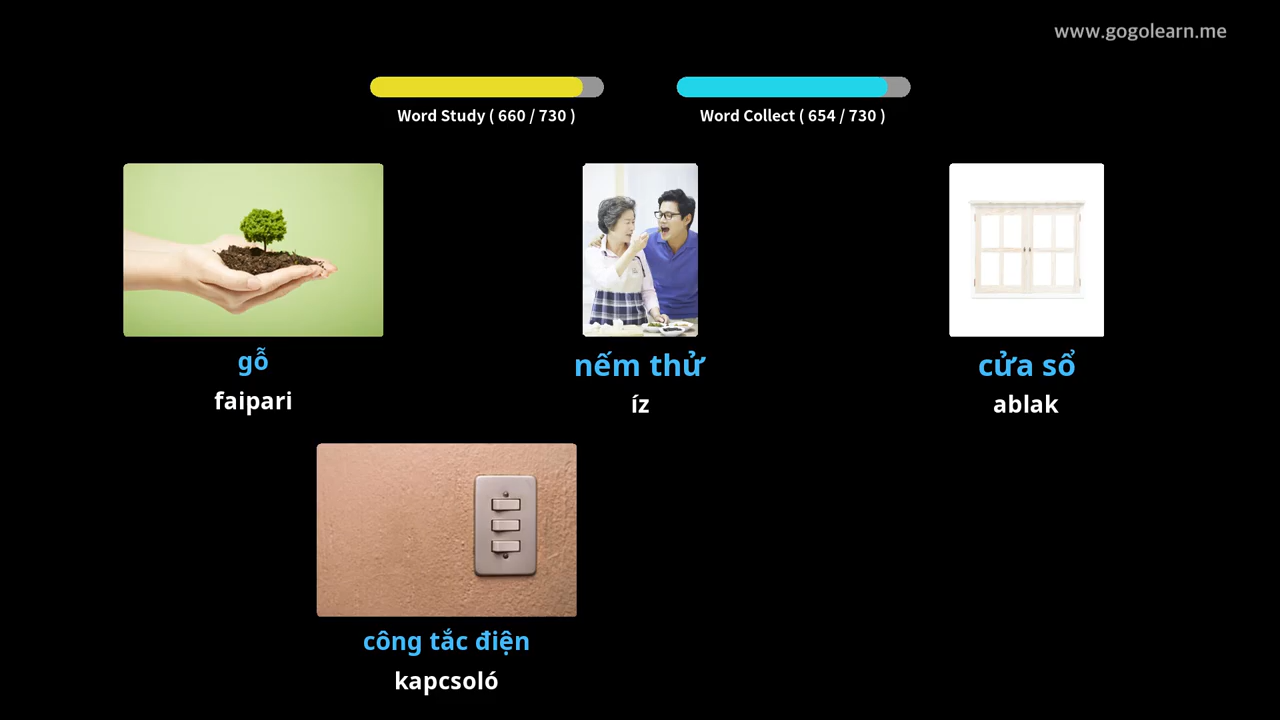 www.gogolearn.me
Word Study ( 660 / 730 )
Word Collect ( 654 / 730 )
gỗ
faipari
nếm thử
íz
cửa sổ
ablak
công tắc điện
kapcsoló